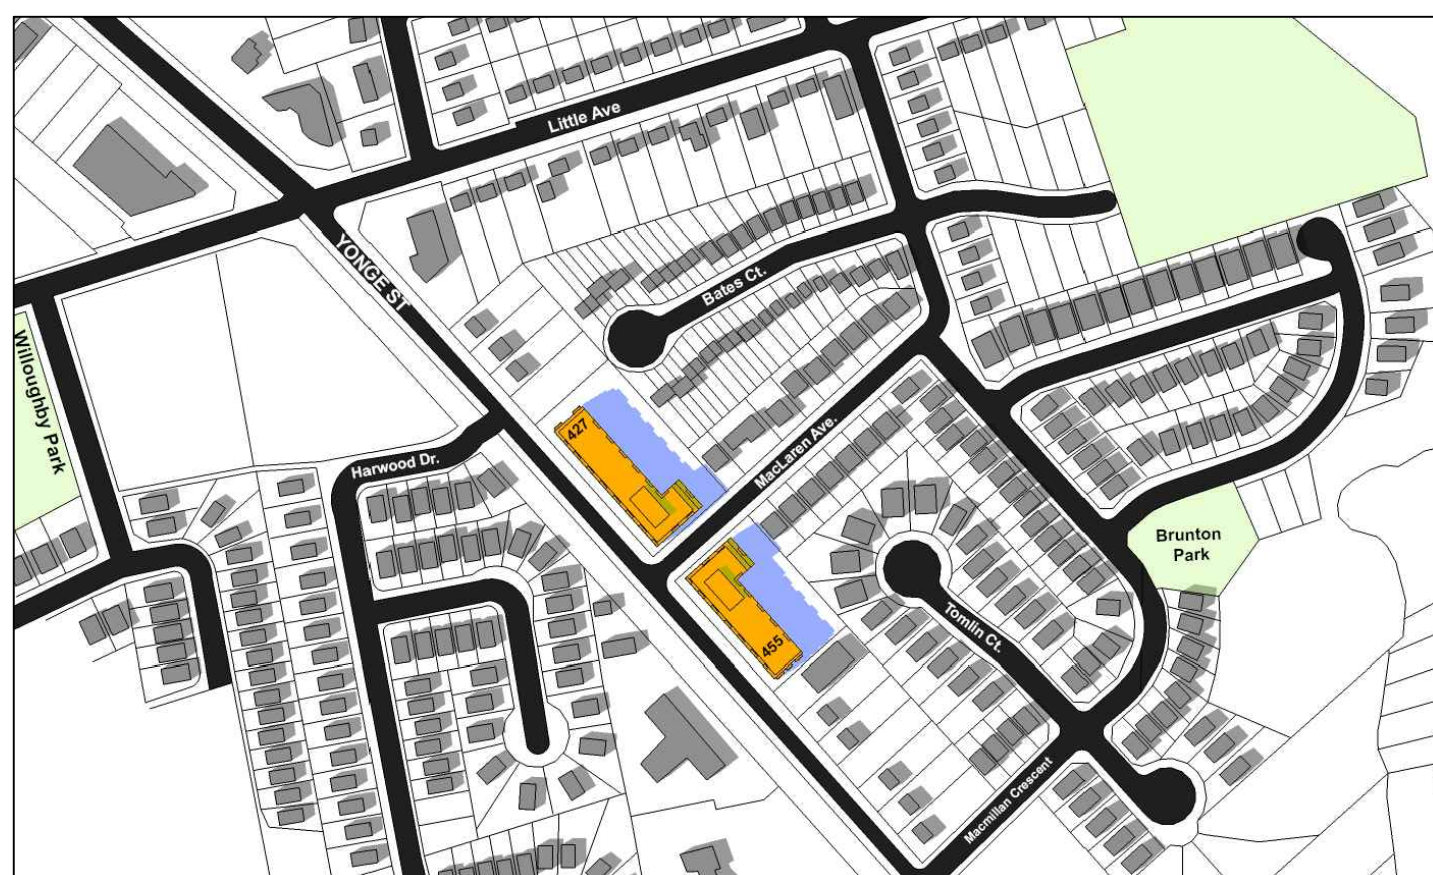 Little Ave
YONGE ST
Bates Ct.
Willoughby Park
427
MacLaren Ave.
Harwood Dr.
Brunton
Park
Tomlin Ct.
455
Macmillan Crescent